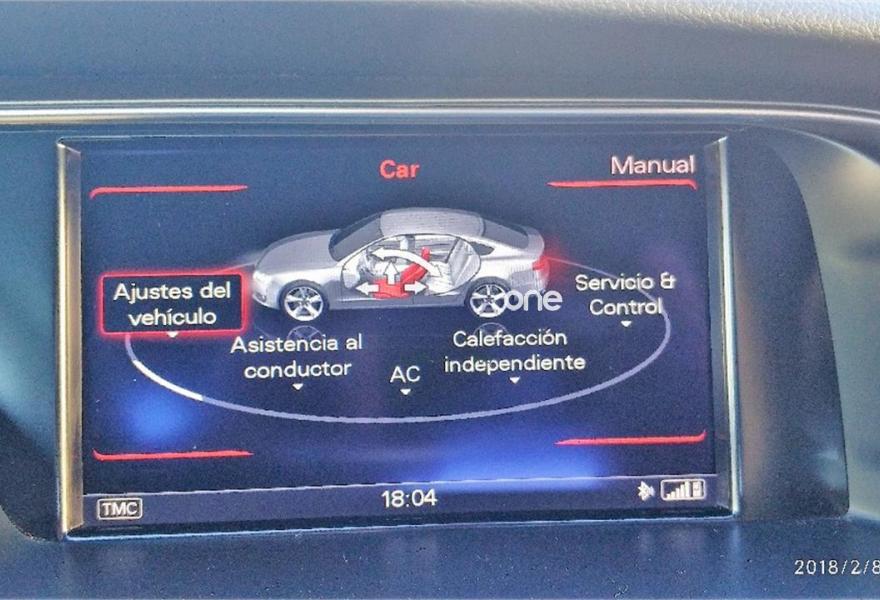 Car
Manual
Ajustes del
vehículo
Asistencia al
conductor
AC
Calefacción
independiente
Servicio &
Control
one
TMC
18:04
2018/2/8